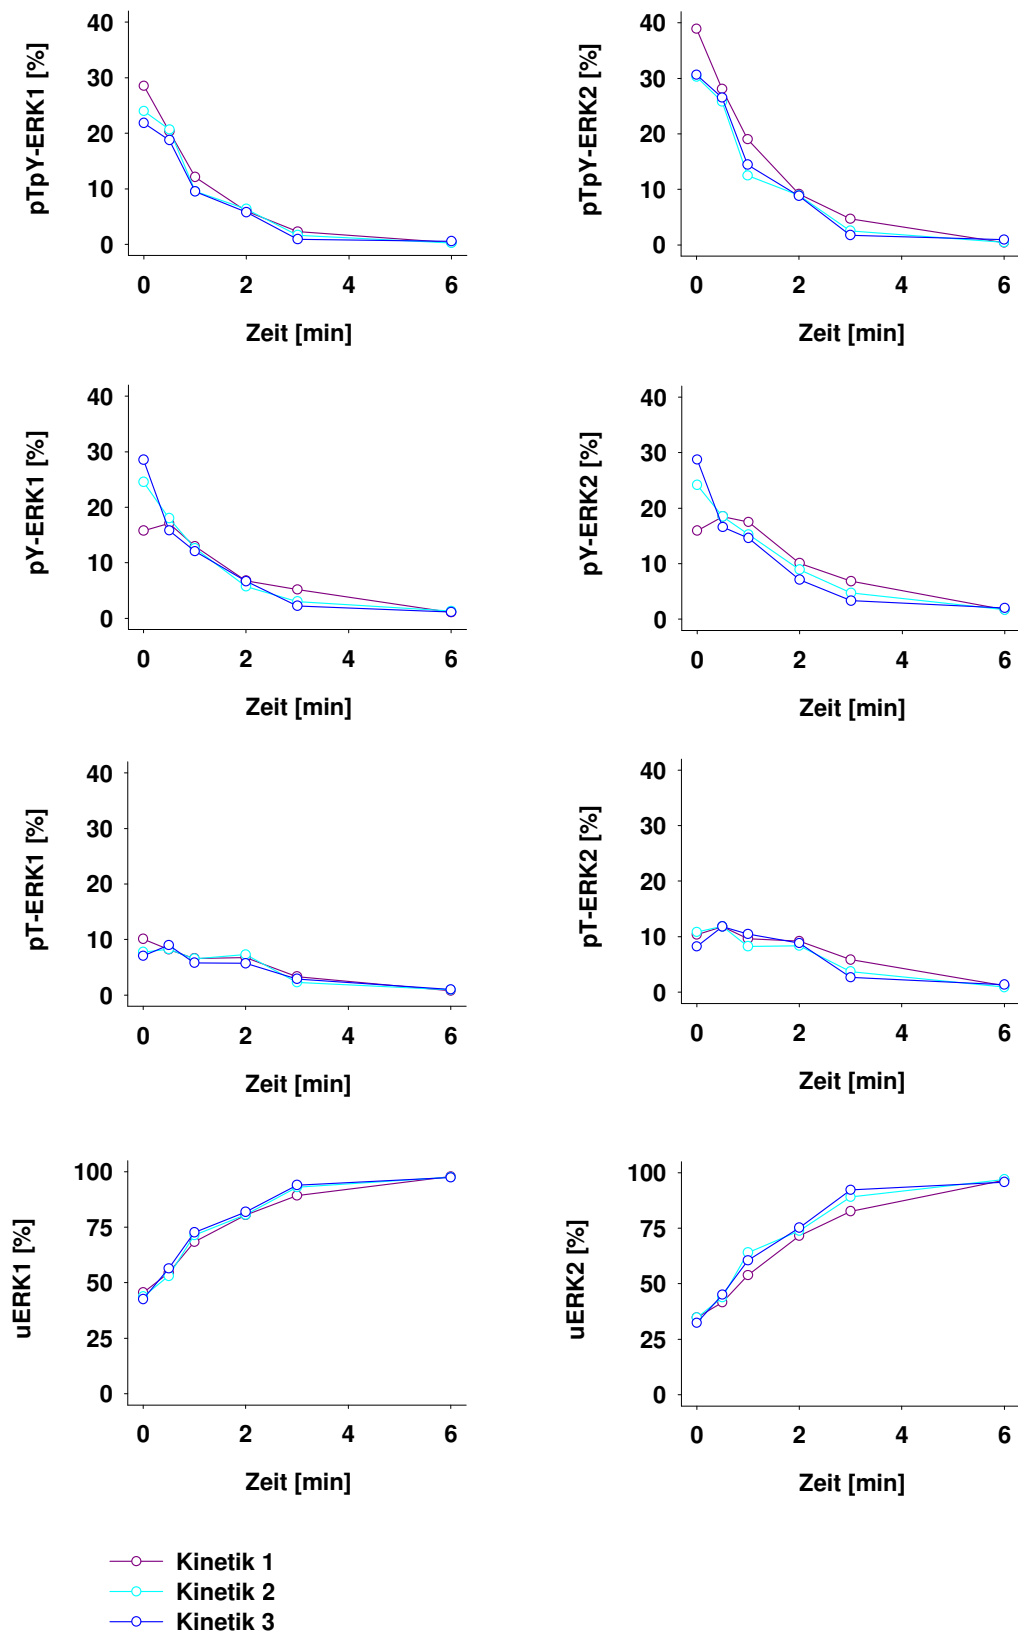 pTpY-ERK1 [%]
40
30
20
10
0
0 2 4 6
Zeit [min]
pTpY-ERK2 [%]
40
30
20
10
0
0 2 4 6
Zeit [min]
pY-ERK1 [%]
40
30
20
10
0
0 2 4 6
Zeit [min]
pY-ERK2 [%]
40
30
20
10
0
0 2 4 6
Zeit [min]
pT-ERK1 [%]
40
30
20
10
0
0 2 4 6
Zeit [min]
pT-ERK2 [%]
40
30
20
10
0
0 2 4 6
Zeit [min]
uERK1 [%]
100
75
50
25
0
0 2 4 6
Zeit [min]
uERK2 [%]
100
75
50
25
0
0 2 4 6
Zeit [min]
Kinetik 1
Kinetik 2
Kinetik 3